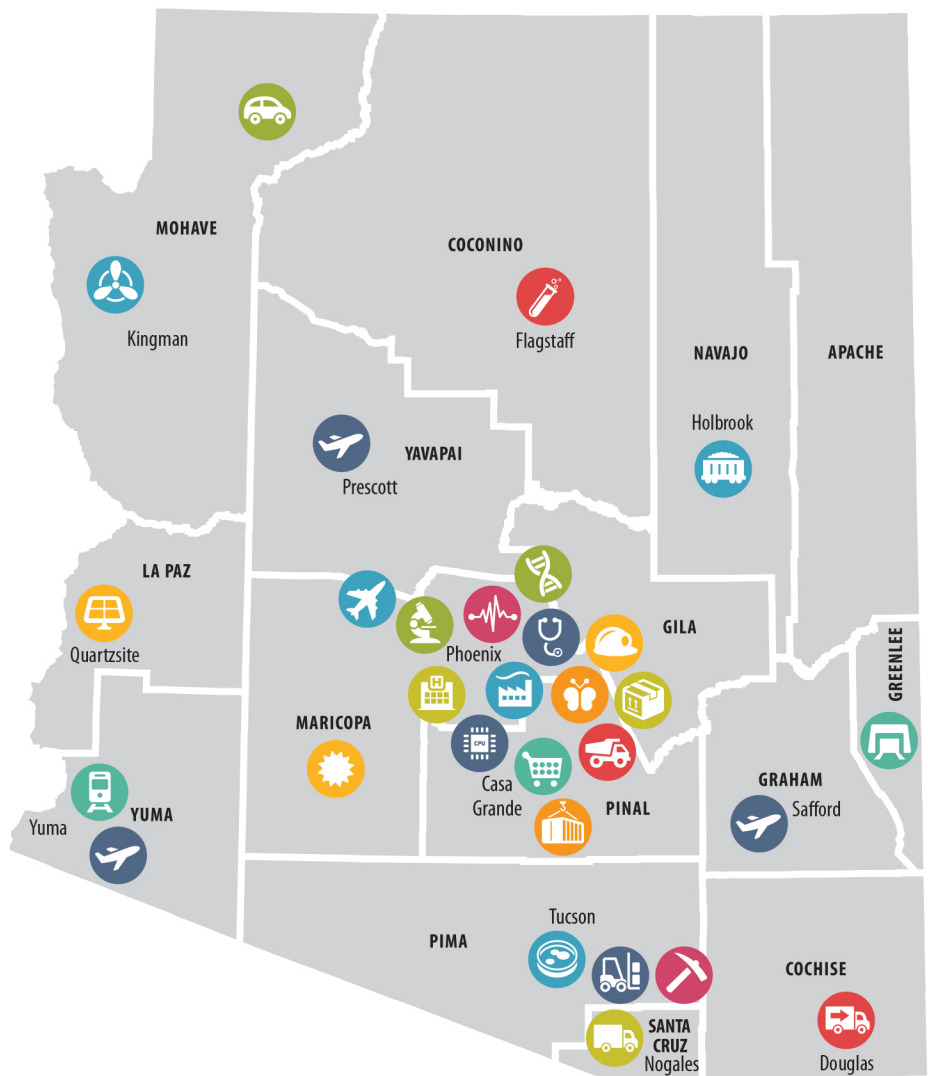 MOHAVE
COCONINO
Kingman
Flagstaff
NAVAJO
APACHE
Holbrook
YAVAPAI
Prescott
LA PAZ
Quartzsite
GILA
Phoenix
H
GREENLEE
MARICOPA
CPU
Casa
Grande
PINAL
GRAHAM
Safford
YUMA
Yuma
Tucson
PIMA
COCHISE
SANTA
CRUZ
Nogales
Douglas